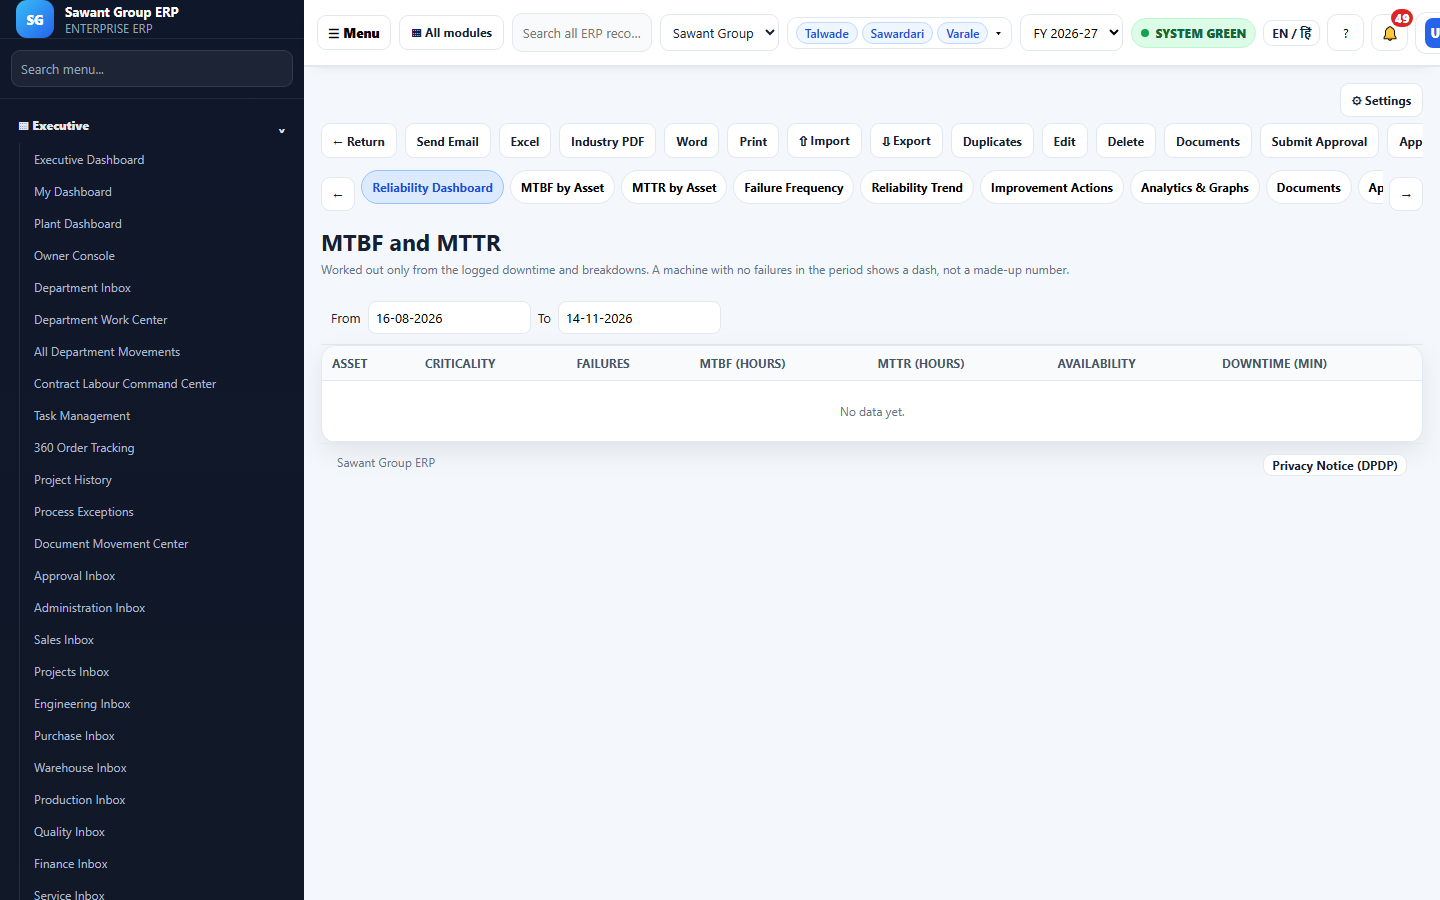 SG
Sawant Group ERP
ENTERPRISE ERP
Search menu...
Executive
Executive Dashboard
My Dashboard
Plant Dashboard
Owner Console
Department Inbox
Department Work Center
All Department Movements
Contract Labour Command Center
Task Management
360 Order Tracking
Project History
Process Exceptions
Document Movement Center
Approval Inbox
Administration Inbox
Sales Inbox
Projects Inbox
Engineering Inbox
Purchase Inbox
Warehouse Inbox
Production Inbox
Quality Inbox
Finance Inbox
Service Inbox
☰ Menu
All modules
Search all ERP reco...
Sawant Group
Talwade Sawardari Varale
FY 2026-27
SYSTEM GREEN
EN / हिं
?
49
U
⚙ Settings
← Return Send Email Excel Industry PDF Word Print ⇧ Import ⇩ Export Duplicates Edit Delete Documents Submit Approval App
← Reliability Dashboard MTBF by Asset MTTR by Asset Failure Frequency Reliability Trend Improvement Actions Analytics & Graphs Documents Ap →
MTBF and MTTR
Worked out only from the logged downtime and breakdowns. A machine with no failures in the period shows a dash, not a made-up number.
From 16-08-2026 To 14-11-2026
ASSET CRITICALITY FAILURES MTBF (HOURS) MTTR (HOURS) AVAILABILITY DOWNTIME (MIN)
No data yet.
Sawant Group ERP
Privacy Notice (DPDP)